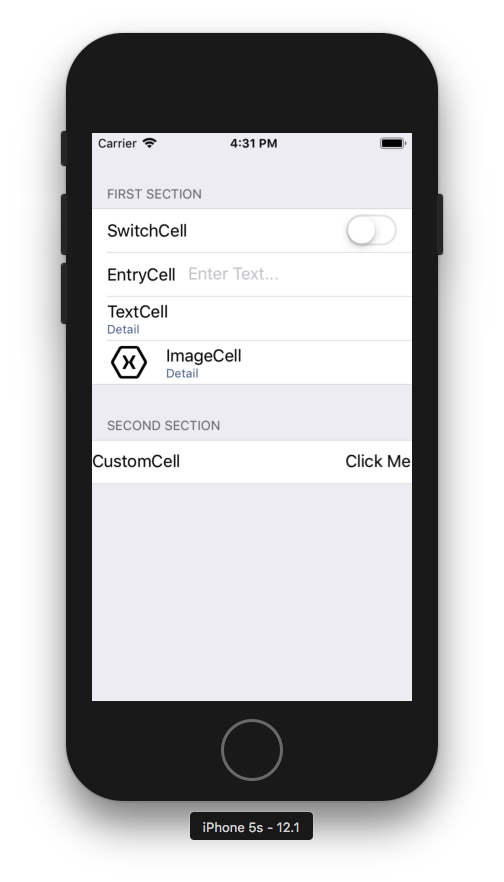 Carrier 4:31 PM
FIRST SECTION
SwitchCell
EntryCell Enter Text...
TextCell
Detail
ImageCell
Detail
SECOND SECTION
CustomCell Click Me
iPhone 5s - 12.1